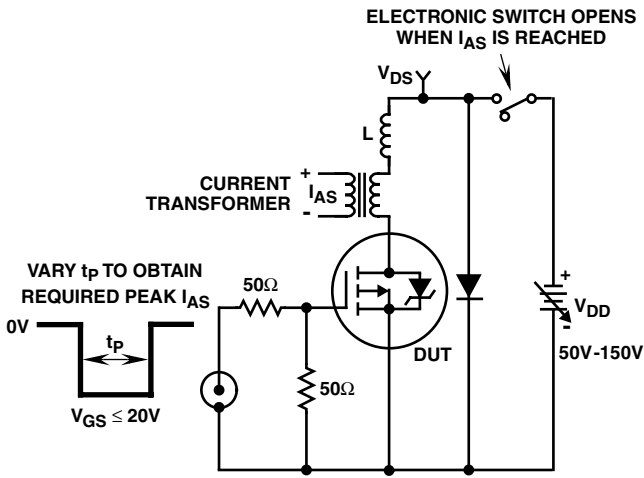 ELECTRONIC SWITCH OPENS
WHEN IAS IS REACHED
VDS
L
CURRENT
TRANSFORMER
+
IAS
-
VARY tP TO OBTAIN
REQUIRED PEAK IAS
0V
tP
VGS ≤ 20V
50Ω
50Ω
DUT
+
VDD
-
50V-150V